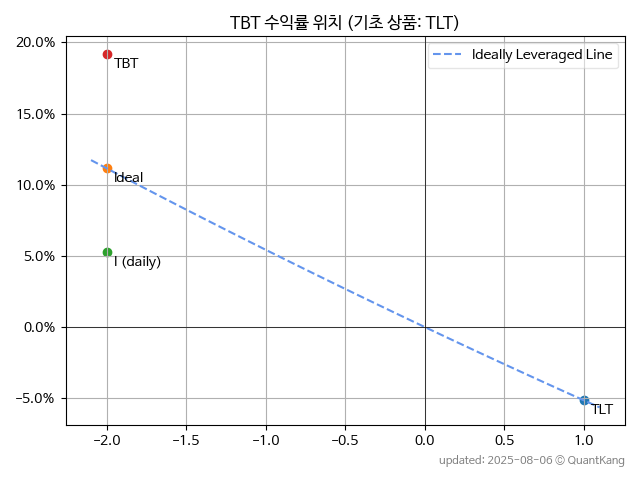 TBT 수익률 위치 (기초 상품: TLT)
20.0%
Ideally Leveraged Line
TBT
15.0%
Ideal
10.0%
I (daily)
5.0%
0.0%
−5.0%
TLT
−2.0
−1.5
−1.0
−0.5
0.0
0.5
1.0
updated: 2025-08-06 © QuantKang